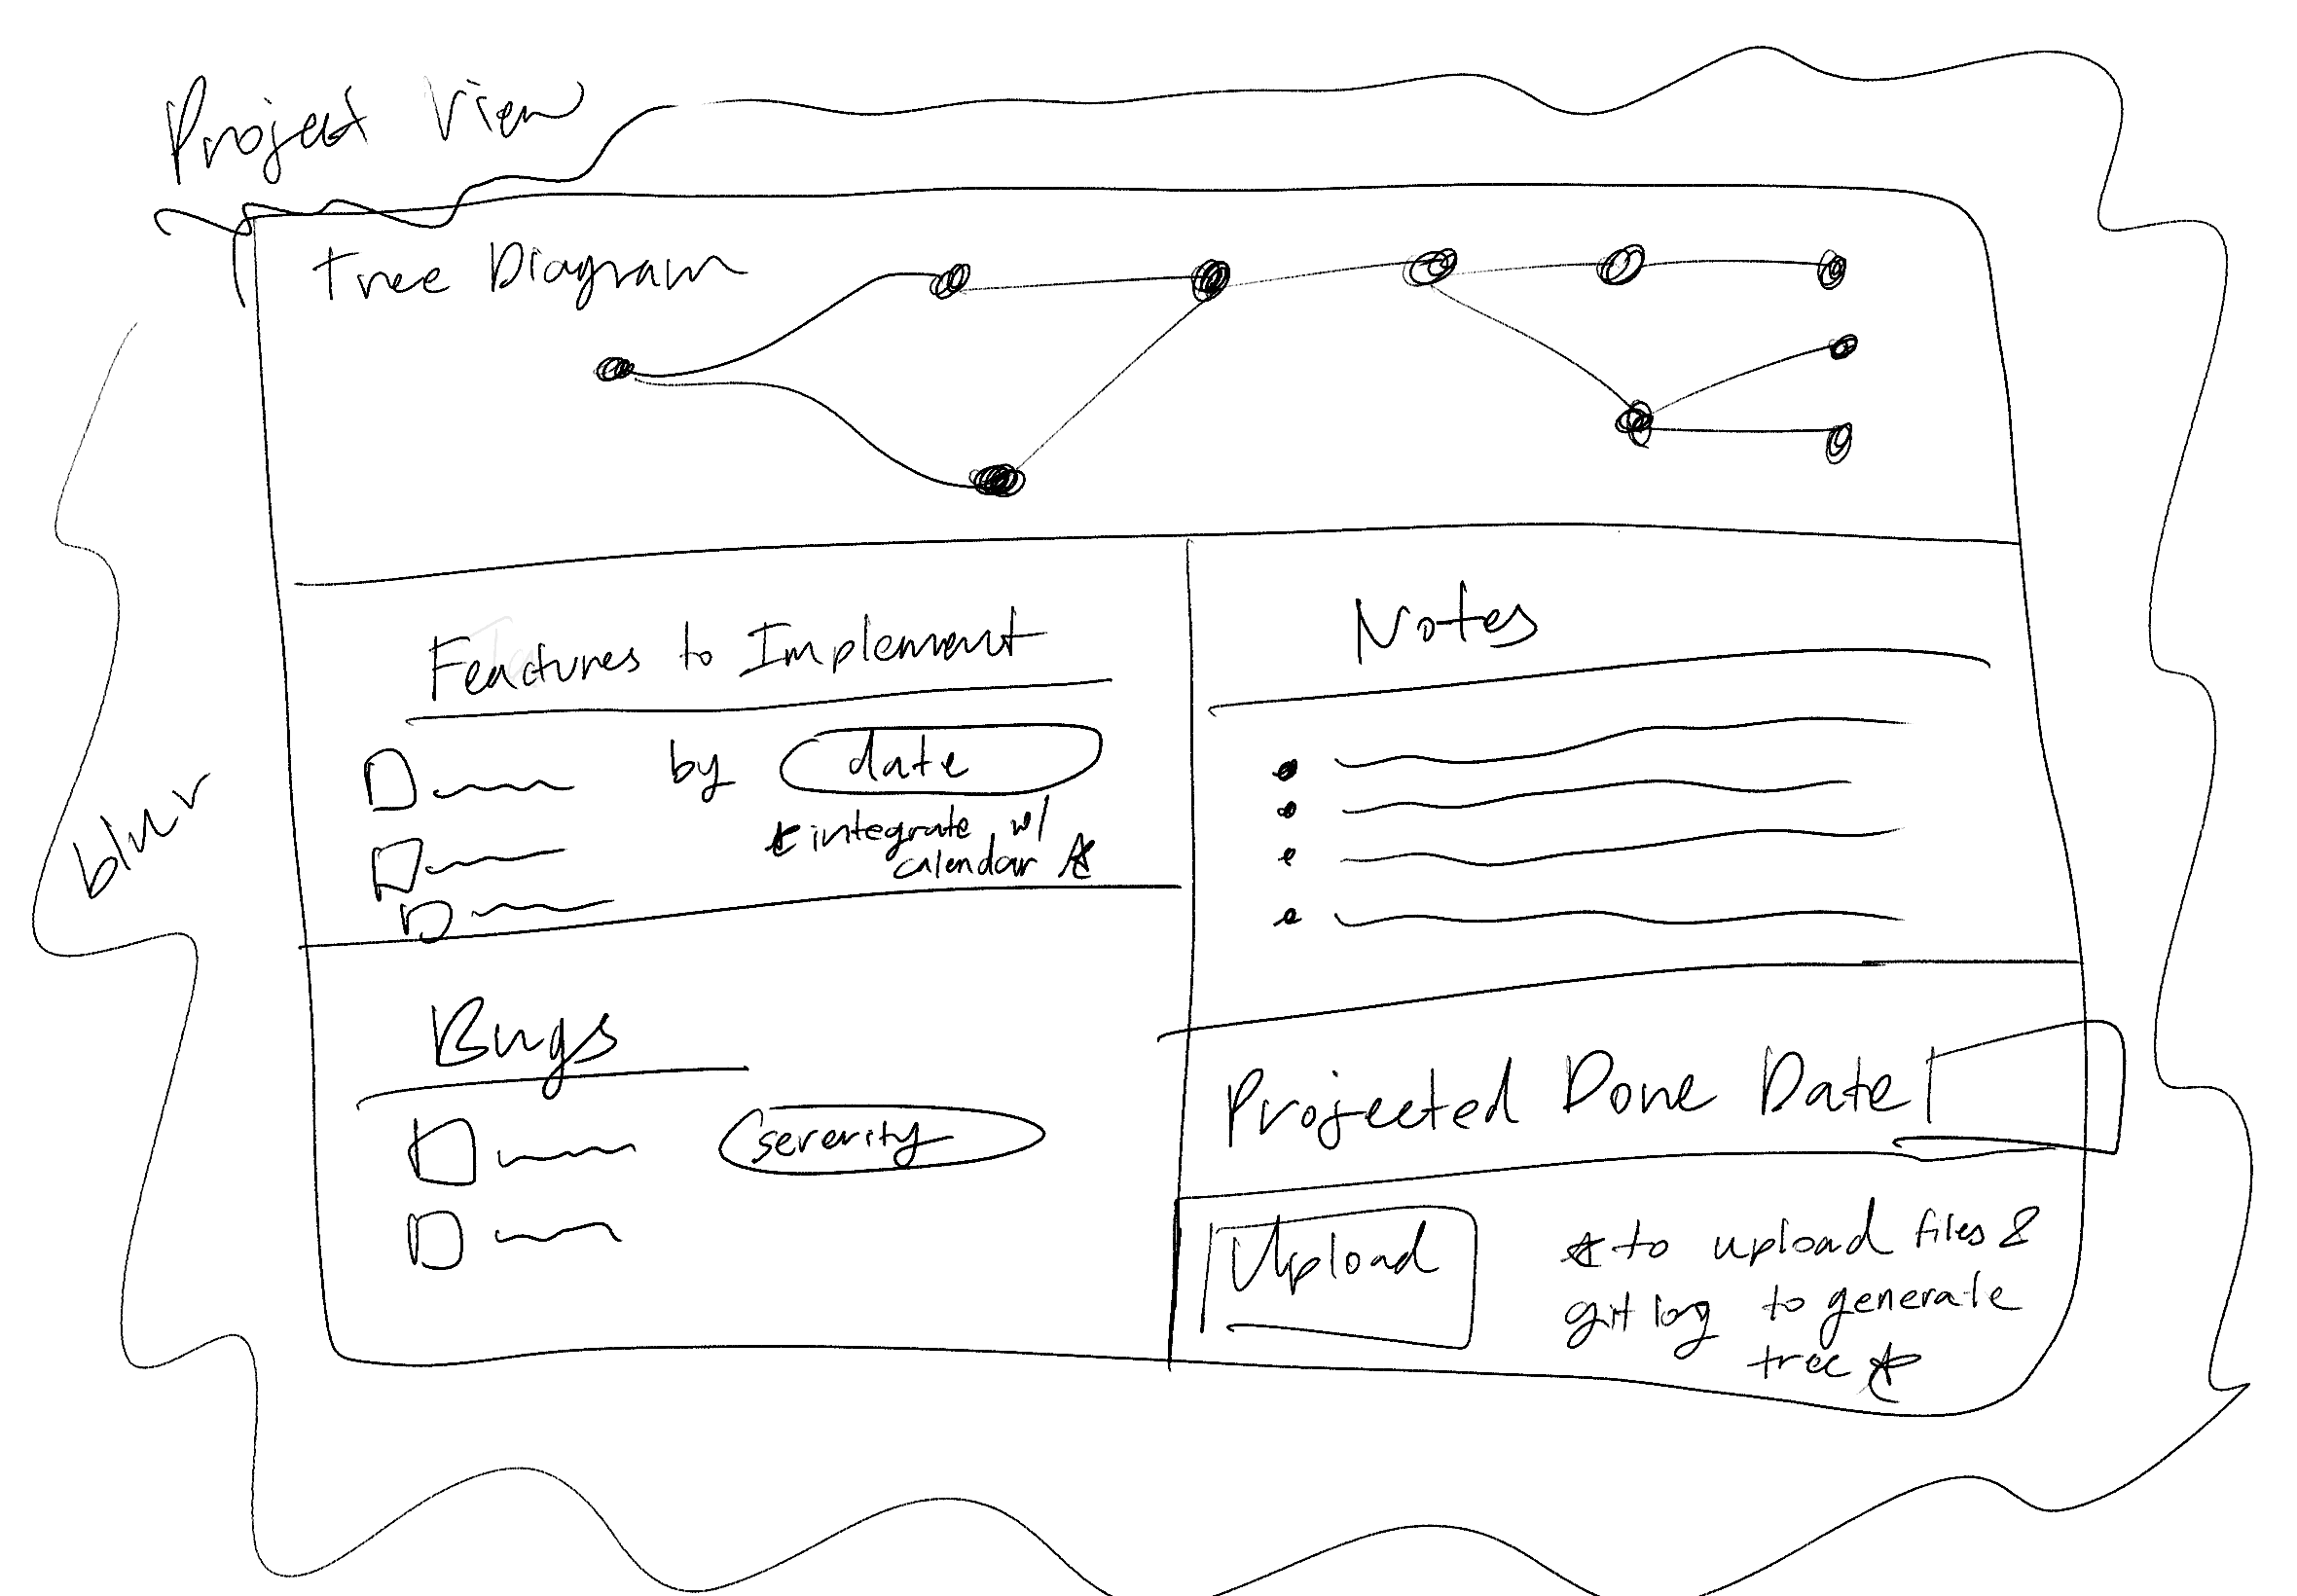 Project View
Tree Diagram
Features to Implement
by date
★ integrate w/
calendar ★
Notes
blur
Bugs
severity
Projected Done Date
Upload
★ to upload files &
git log to generate
tree ★